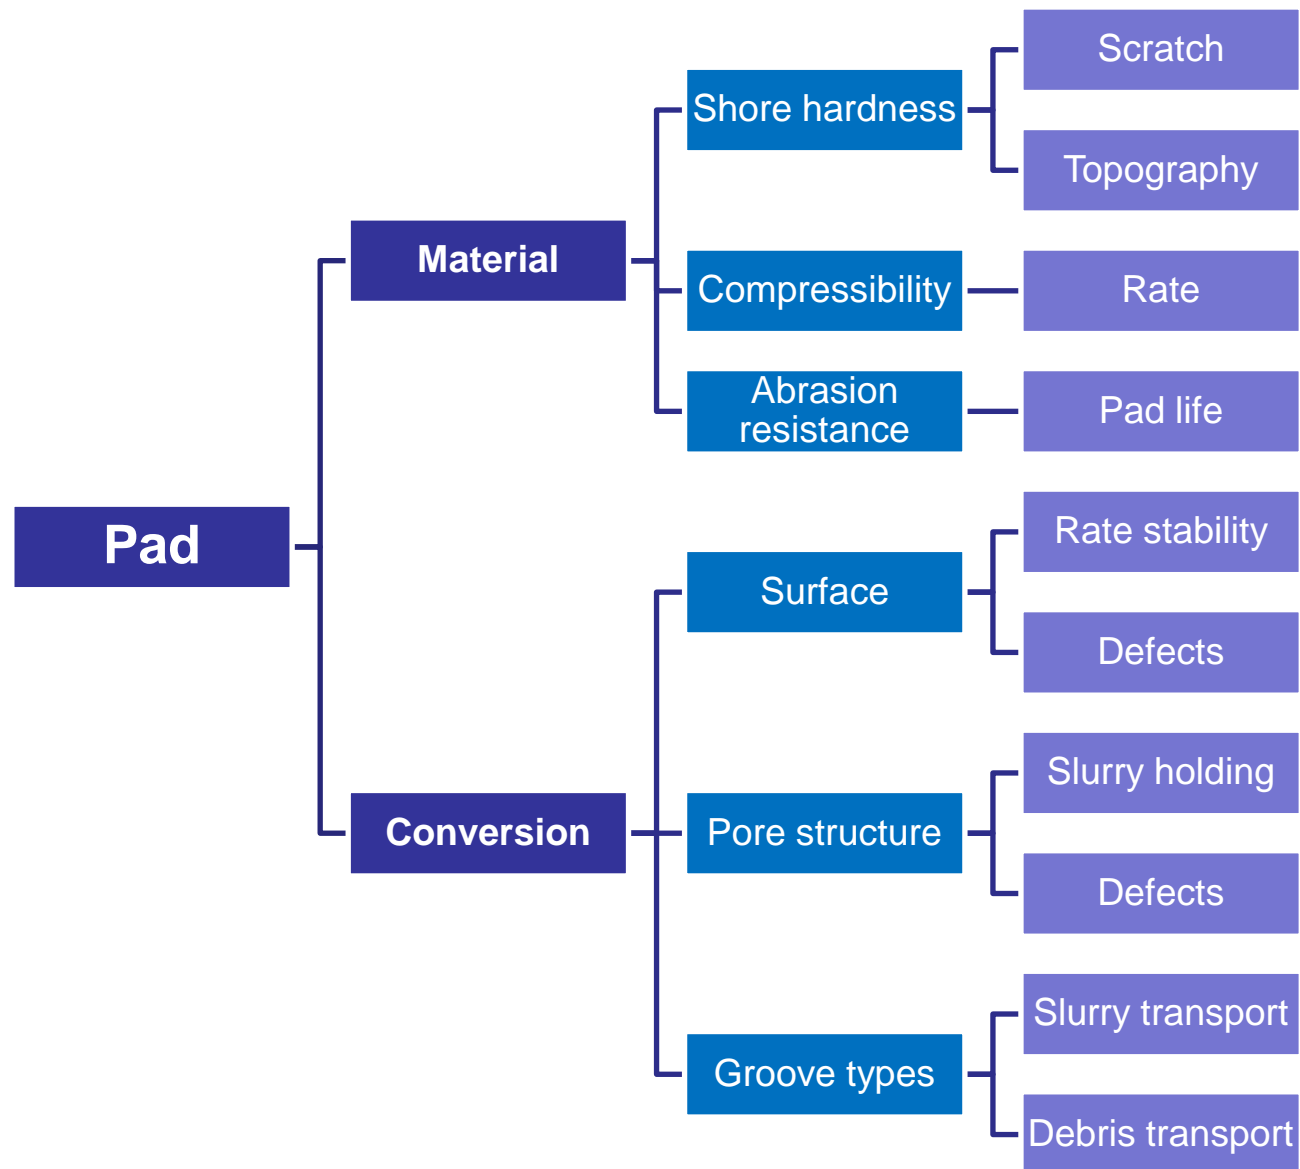 Pad
Material
Shore hardness
Scratch
Topography
Compressibility
Rate
Abrasion
resistance
Pad life
Conversion
Surface
Rate stability
Defects
Pore structure
Slurry holding
Defects
Groove types
Slurry transport
Debris transport